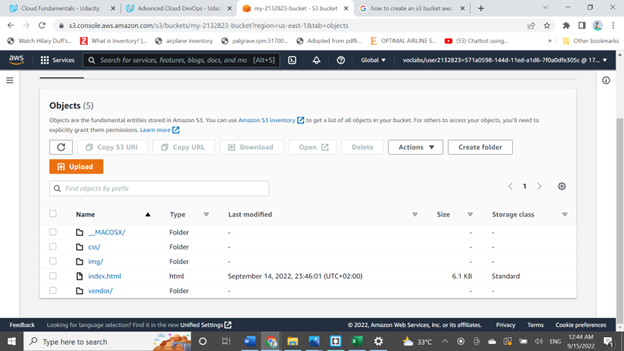 Cloud Fundamentals - Udacity
Advanced Cloud DevOps - Udac
my-2132823-bucket - S3 bucket
how to create an s3 bucket aws
s3.console.aws.amazon.com/s3/buckets/my-2132823-bucket?region=us-east-1&tab=objects
Watch Hilary Duff's...
What is Inventory? |...
airplane inventory
palgrave.rpm.51700...
Adopted from pdfli...
OPTIMAL AIRLINE S...
(55) Chatbot using...
»
Other bookmarks
aws
Services
Search for services, features, blogs, docs, and mo
[Alt+S]
Global
voclabs/user2132823=571a0598-144d-11ed-a1d6-7f0a0dfe305c @ 17...
Objects (5)
Objects are the fundamental entities stored in Amazon S3. You can use Amazon S3 inventory to get a list of all objects in your bucket. For others to access your objects, you'll need to
explicitly grant them permissions. Learn more
Copy S3 URI
Copy URL
Download
Open
Delete
Actions
Create folder
Upload
Find objects by prefix
1
Name
Type
Last modified
Size
Storage class
__MACOSX/ Folder - - -
css/ Folder - - -
img/ Folder - - -
index.html html September 14, 2022, 23:46:01 (UTC+02:00) 6.1 KB Standard
vendor/ Folder - - -
Feedback
Looking for language selection? Find it in the new Unified Settings
© 2022, Amazon Web Services, Inc. or its affiliates.
Privacy
Terms
Cookie preferences
Type here to search
33°C
ENG
12:44 AM
9/15/2022